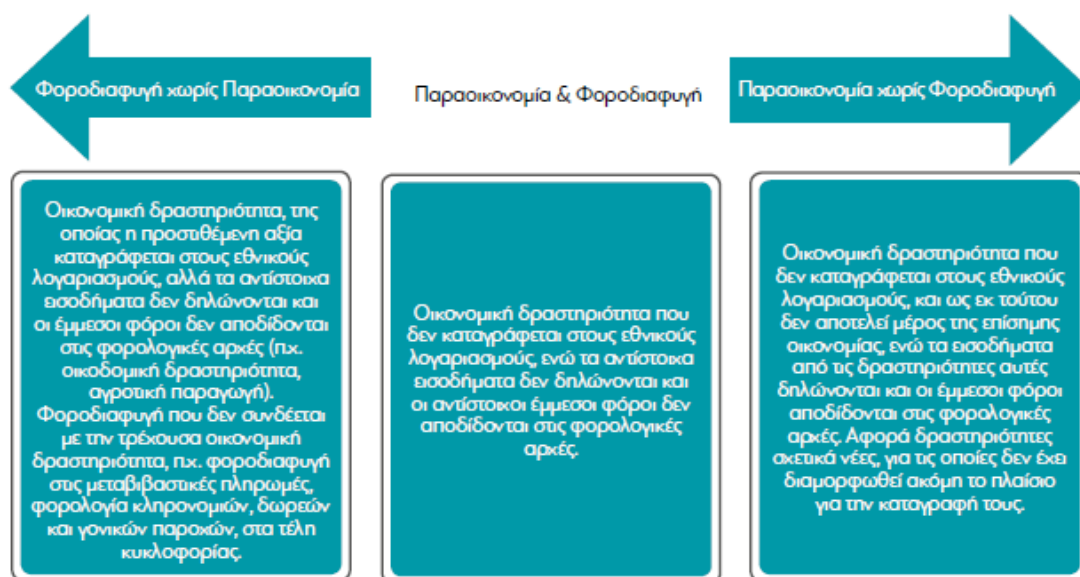 Φοροδιαφυγή χωρίς Παραοικονομία
Παραοικονομία & Φοροδιαφυγή
Παραοικονομία χωρίς Φοροδιαφυγή
Οικονομική δραστηριότητα, της
οποίας η προστιθέμενη αξία
καταγράφεται στους εθνικούς
λογαριασμούς, αλλά τα αντίστοιχα
εισοδήματα δεν δηλώνονται και
οι έμμεσοι φόροι δεν αποδίδονται
στις φορολογικές αρχές (π.χ.
οικοδομική δραστηριότητα,
αγροτική παραγωγή).
Φοροδιαφυγή που δεν συνδέεται
με την τρέχουσα οικονομική
δραστηριότητα, π.χ. φοροδιαφυγή
στις μεταβιβαστικές πληρωμές,
φορολογία κληρονομιών, δωρεών
και γονικών παροχών, στα τέλη
κυκλοφορίας.
Οικονομική δραστηριότητα που
δεν καταγράφεται στους εθνικούς
λογαριασμούς, ενώ τα αντίστοιχα
εισοδήματα δεν δηλώνονται και
οι αντίστοικοι έμμεσοι φόροι δεν
αποδίδονται στις φορολογικές
αρχές.
Οικονομική δραστηριότητα που
δεν καταγράφεται στους εθνικούς
λογαριασμούς, και ως εκ τούτου
δεν αποτελεί μέρος της επίσημης
οικονομίας, ενώ τα εισοδήματα
από τις δραστηριότητες αυτές
δηλώνονται και οι έμμεσοι φόροι
αποδίδονται στις φορολογικές
αρχές. Αφορά δραστηριότητες
σχετικά νέες, για τις οποίες δεν έχει
διαμορφωθεί ακόμη το πλαίσιο
για την καταγραφή τους.